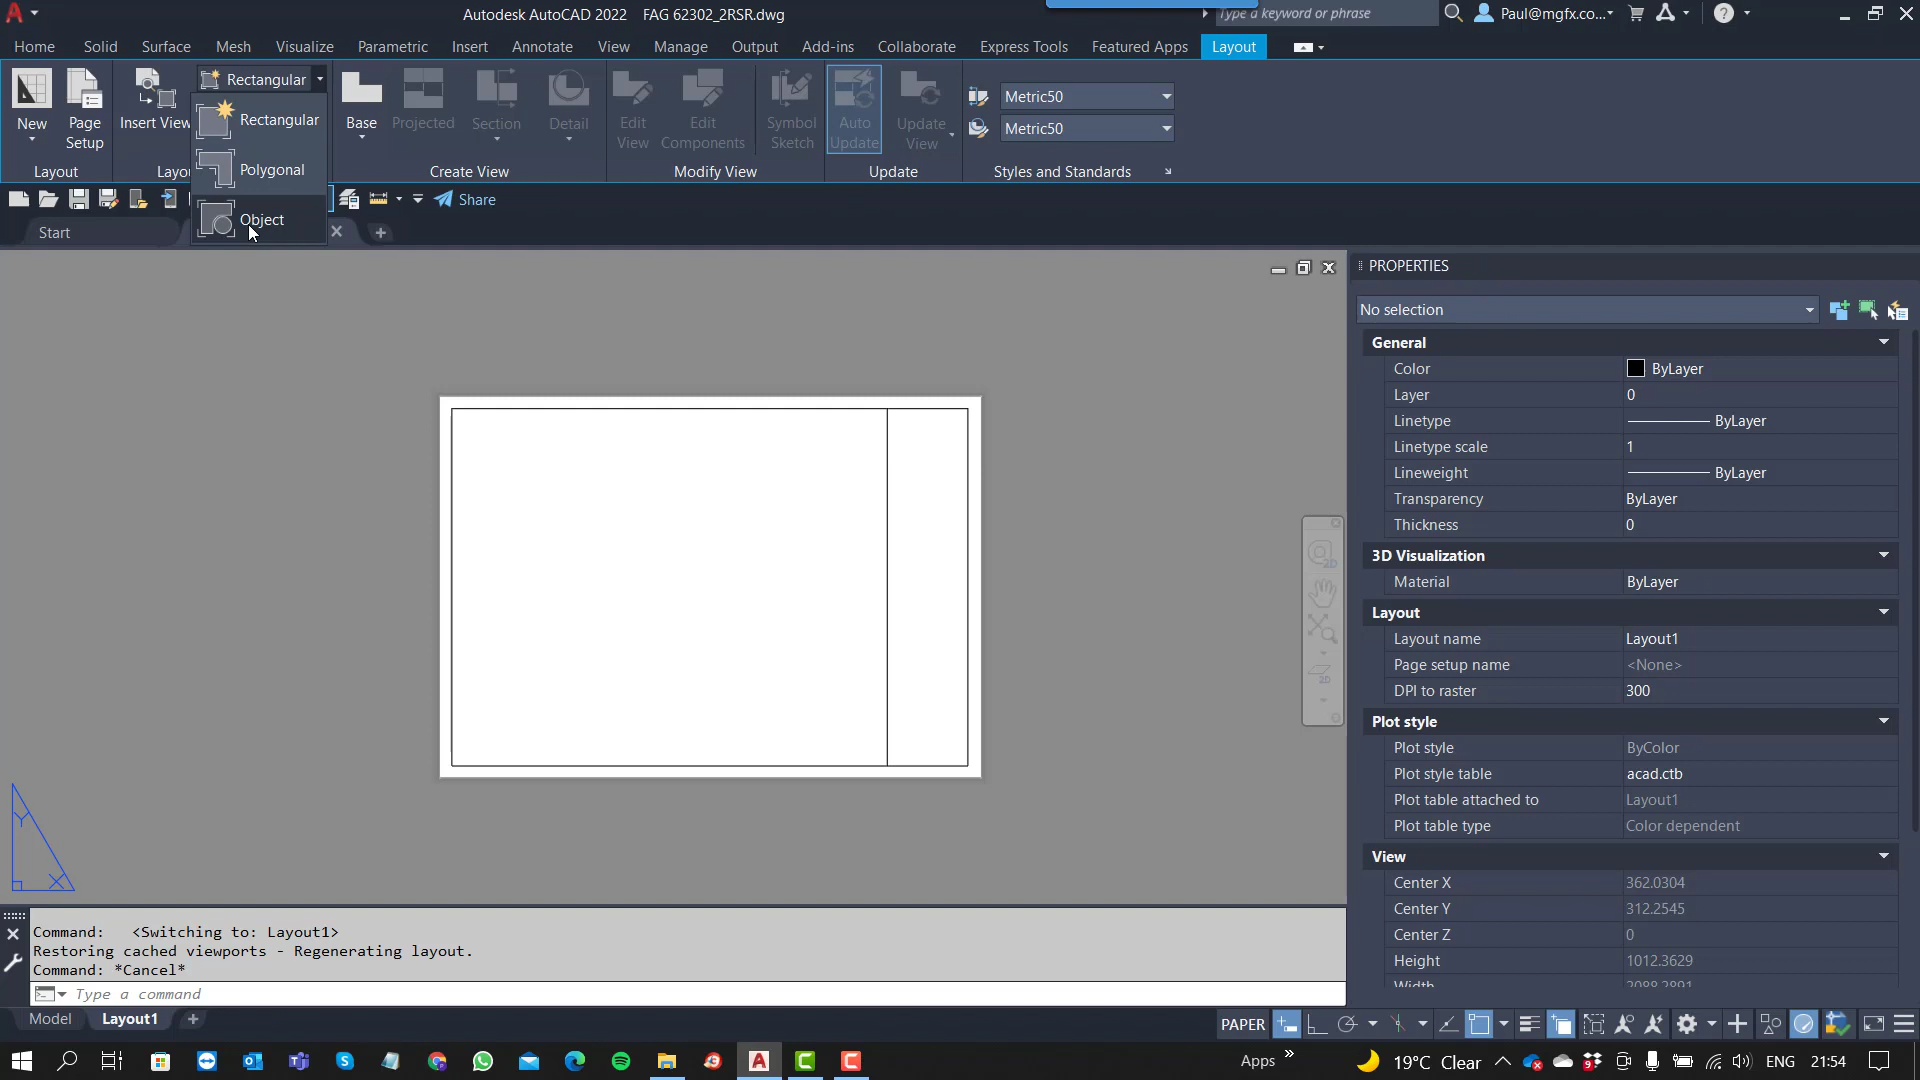 Autodesk AutoCAD 2022 FAG 62302_2RSR.dwg
Type a keyword or phrase
Paul@mgfx.co...
Home Solid Surface Mesh Visualize Parametric Insert Annotate View Manage Output Add-ins Collaborate Express Tools Featured Apps Layout
New
Page Setup
Insert View
Rectangular
Rectangular
Polygonal
Object
Base
Projected
Section
Detail
Edit View
Edit Components
Symbol Sketch
Auto Update
Update View
Metric50
Metric50
Layout
Create View
Modify View
Update
Styles and Standards
Share
Start
PROPERTIES
No selection
General
Color ByLayer
Layer 0
Linetype ByLayer
Linetype scale 1
Lineweight ByLayer
Transparency ByLayer
Thickness 0
3D Visualization
Material ByLayer
Layout
Layout name Layout1
Page setup name <None>
DPI to raster 300
Plot style
Plot style ByColor
Plot style table acad.ctb
Plot table attached to Layout1
Plot table type Color dependent
View
Center X 362.0304
Center Y 312.2545
Center Z 0
Height 1012.3629
Width 2088.2891
Y
X
Command: <Switching to: Layout1>
Restoring cached viewports - Regenerating layout.
Command: *Cancel*
Type a command
Model Layout1
PAPER
Apps
19°C Clear
ENG 21:54